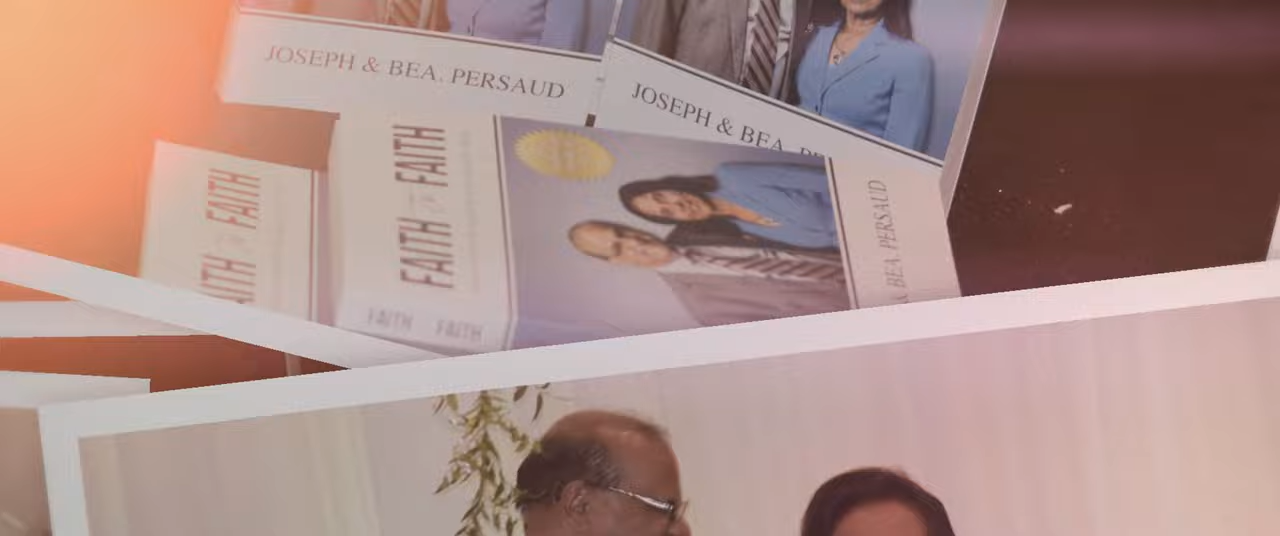 JOSEPH & BEA. PERSAUD
JOSEPH & BEA.
FAITH FAITH
FAITH FAITH
FAITH FAITH
BEA. PERSAUD